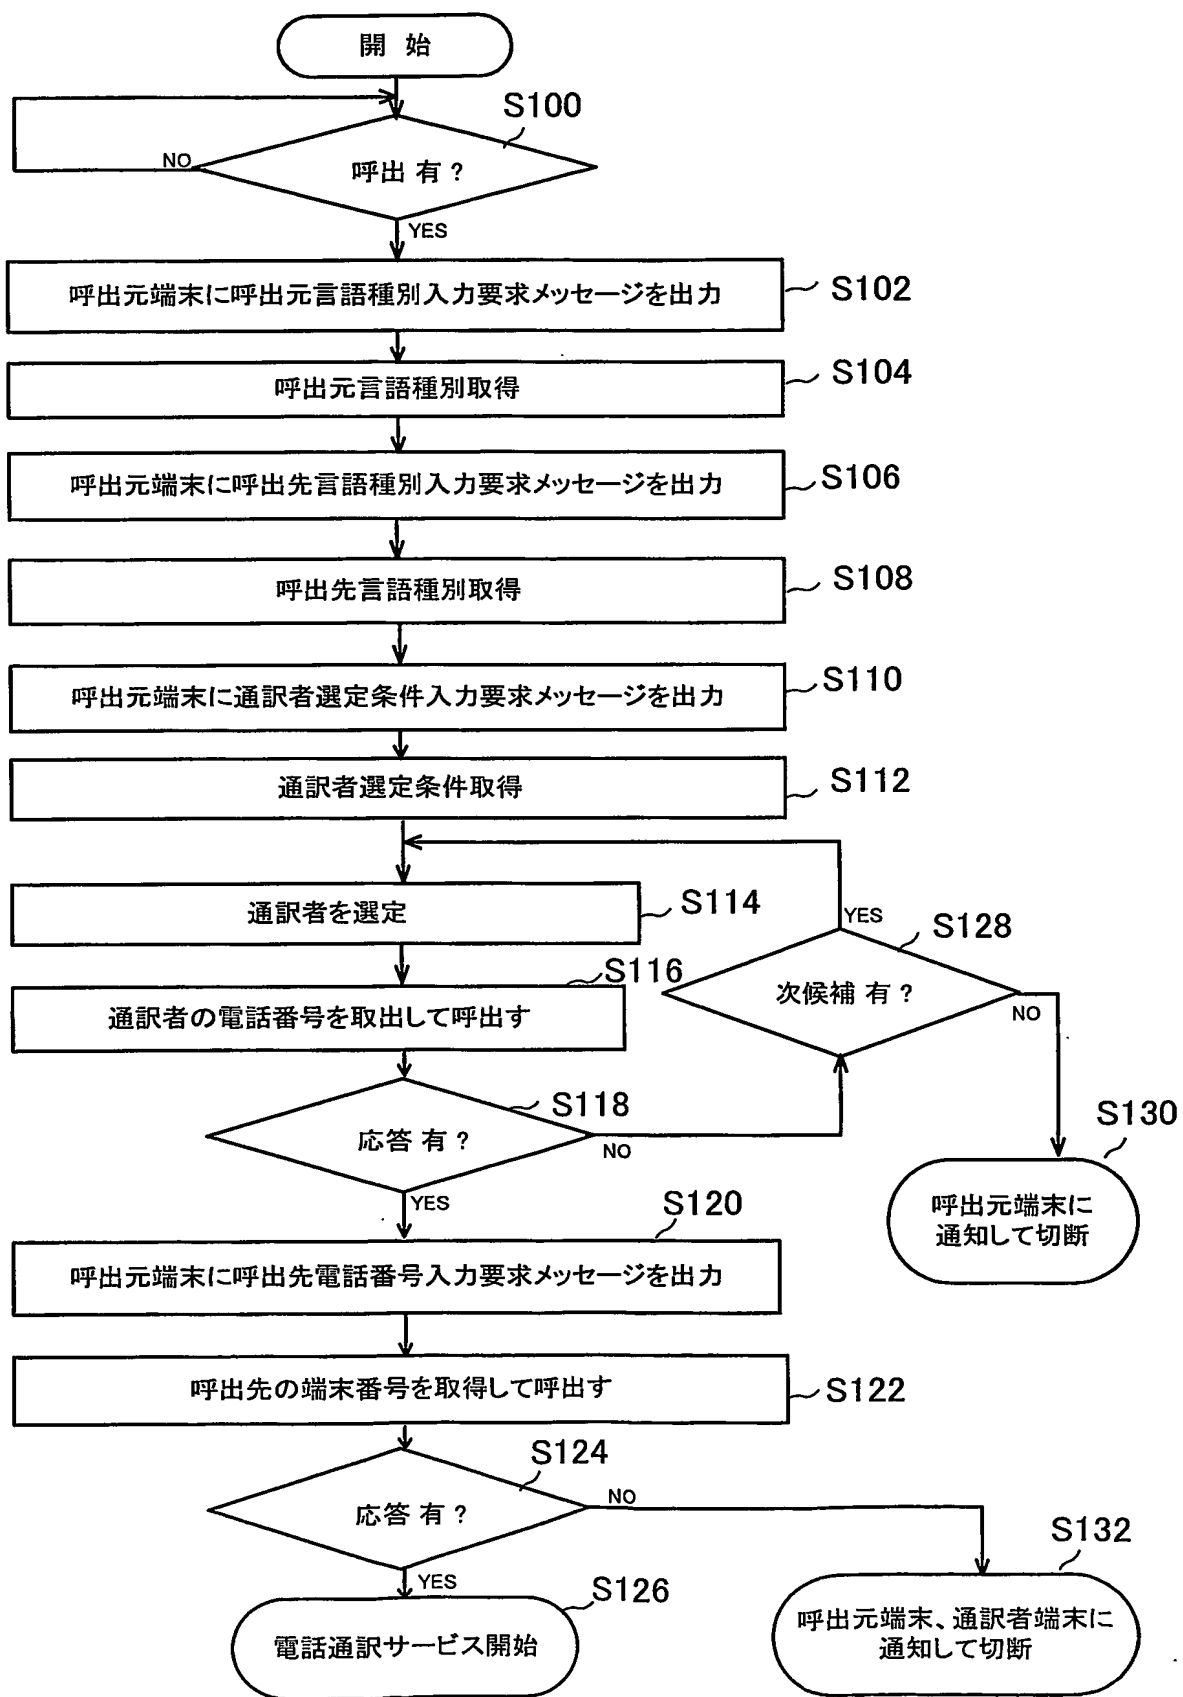 開 始
S100
呼出 有 ?
NO
YES
呼出元端末に呼出元言語種別入力要求メッセージを出力
S102
呼出元言語種別取得
S104
呼出元端末に呼出先言語種別入力要求メッセージを出力
S106
呼出先言語種別取得
S108
呼出元端末に通訳者選定条件入力要求メッセージを出力
S110
通訳者選定条件取得
S112
通訳者を選定
S114
YES
S128
次候補 有 ?
NO
S116
通訳者の電話番号を取出して呼出す
S118
応答 有 ?
NO
YES
S130
呼出元端末に
通知して切断
S120
呼出元端末に呼出先電話番号入力要求メッセージを出力
呼出先の端末番号を取得して呼出す
S122
S124
応答 有 ?
NO
YES
S126
電話通訳サービス開始
S132
呼出元端末、通訳者端末に
通知して切断